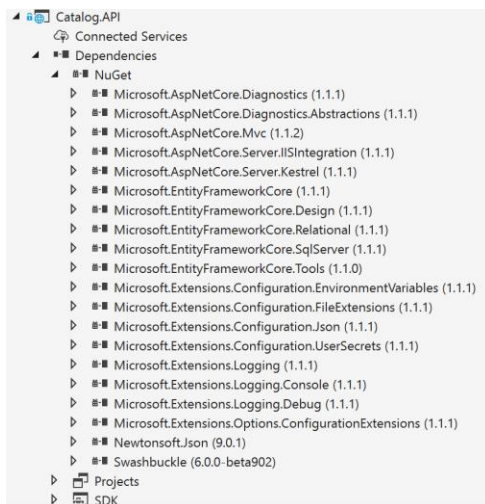 Catalog.API
Connected Services
Dependencies
NuGet
Microsoft.AspNetCore.Diagnostics (1.1.1)
Microsoft.AspNetCore.Diagnostics.Abstractions (1.1.1)
Microsoft.AspNetCore.Mvc (1.1.2)
Microsoft.AspNetCore.Server.IISIntegration (1.1.1)
Microsoft.AspNetCore.Server.Kestrel (1.1.1)
Microsoft.EntityFrameworkCore (1.1.1)
Microsoft.EntityFrameworkCore.Design (1.1.1)
Microsoft.EntityFrameworkCore.Relational (1.1.1)
Microsoft.EntityFrameworkCore.SqlServer (1.1.1)
Microsoft.EntityFrameworkCore.Tools (1.1.0)
Microsoft.Extensions.Configuration.EnvironmentVariables (1.1.1)
Microsoft.Extensions.Configuration.FileExtensions (1.1.1)
Microsoft.Extensions.Configuration.Json (1.1.1)
Microsoft.Extensions.Configuration.UserSecrets (1.1.1)
Microsoft.Extensions.Logging (1.1.1)
Microsoft.Extensions.Logging.Console (1.1.1)
Microsoft.Extensions.Logging.Debug (1.1.1)
Microsoft.Extensions.Options.ConfigurationExtensions (1.1.1)
Newtonsoft.Json (9.0.1)
Swashbuckle (6.0.0-beta902)
Projects
SDK